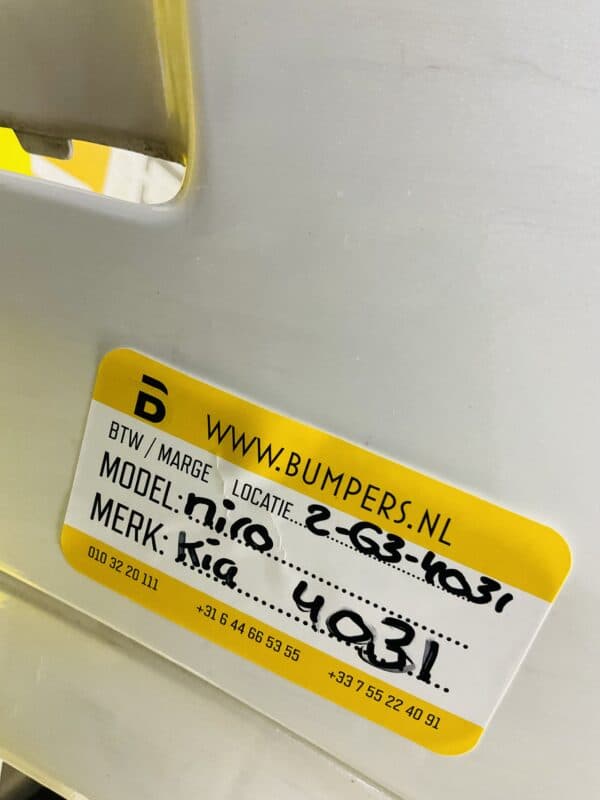 B
WWW.BUMPERS.NL
BTW / MARGE LOCATIE 2-G3-4031
MODEL: nico
MERK: Kia 4031
010 32 20 111 +31 6 44 66 53 55 +33 7 55 22 40 91